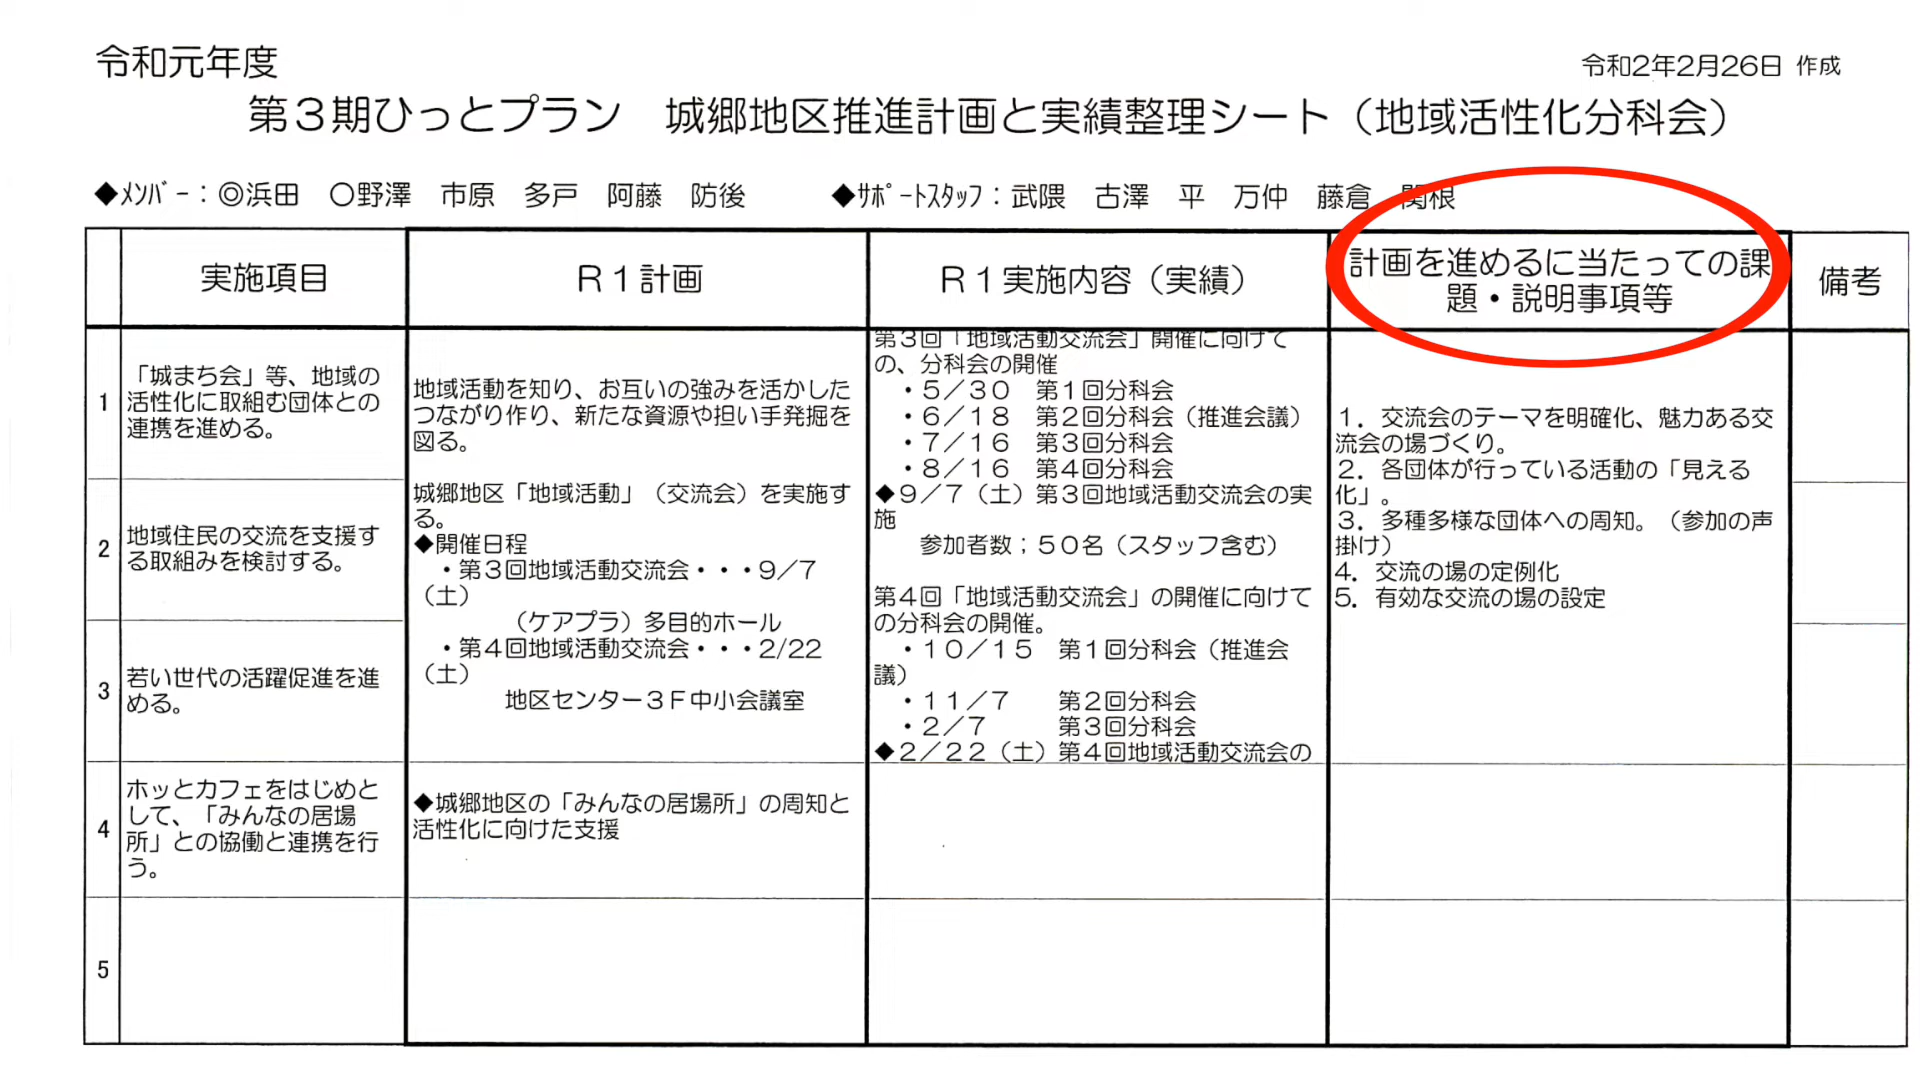 令和元年度
令和2年2月26日 作成
第3期ひっとプラン　城郷地区推進計画と実績整理シート（地域活性化分科会）
◆ﾒﾝﾊﾞｰ：◎浜田　〇野澤　市原　多戸　阿藤　防後　　　◆ｻﾎﾟｰﾄｽﾀｯﾌ：武隈　古澤　平　万仲　藤倉　関根
実施項目
R1計画
R1実施内容（実績）
計画を進めるに当たっての課
題・説明事項等
備考
1
「城まち会」等、地域の
活性化に取組む団体との
連携を進める。
2
地域住民の交流を支援す
る取組みを検討する。
3
若い世代の活躍促進を進
める。
4
ホッとカフェをはじめと
して、「みんなの居場
所」との協働と連携を行
う。
5
地域活動を知り、お互いの強みを活かした
つながり作り、新たな資源や担い手発掘を
図る。
城郷地区「地域活動」（交流会）を実施す
る。
◆開催日程
・第3回地域活動交流会・・・9／7
（土）
（ケアプラ）多目的ホール
・第4回地域活動交流会・・・2/22
（土）
地区センター3F中小会議室
◆城郷地区の「みんなの居場所」の周知と
活性化に向けた支援
第3回「地域活動交流会」開催に向けて
の、分科会の開催
・5／30　第1回分科会
・6／18　第2回分科会（推進会議）
・7／16　第3回分科会
・8／16　第4回分科会
◆9／7（土）第3回地域活動交流会の実
施
参加者数；50名（スタッフ含む）
第4回「地域活動交流会」の開催に向けて
の分科会の開催。
・10／15　第1回分科会（推進会
議）
・11／7　　第2回分科会
・2／7　　　第3回分科会
◆2／22（土）第4回地域活動交流会の
1．交流会のテーマを明確化、魅力ある交
流会の場づくり。
2．各団体が行っている活動の「見える
化」。
3．多種多様な団体への周知。（参加の声
掛け）
4．交流の場の定例化
5．有効な交流の場の設定